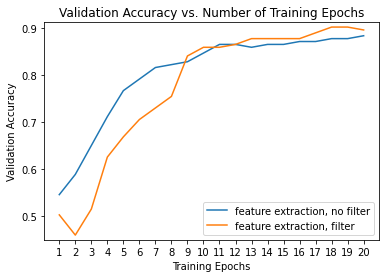 Validation Accuracy vs. Number of Training Epochs
0.9
0.8
0.7
0.6
0.5
Validation Accuracy
feature extraction, no filter
feature extraction, filter
1 2 3 4 5 6 7 8 9 10 11 12 13 14 15 16 17 18 19 20
Training Epochs